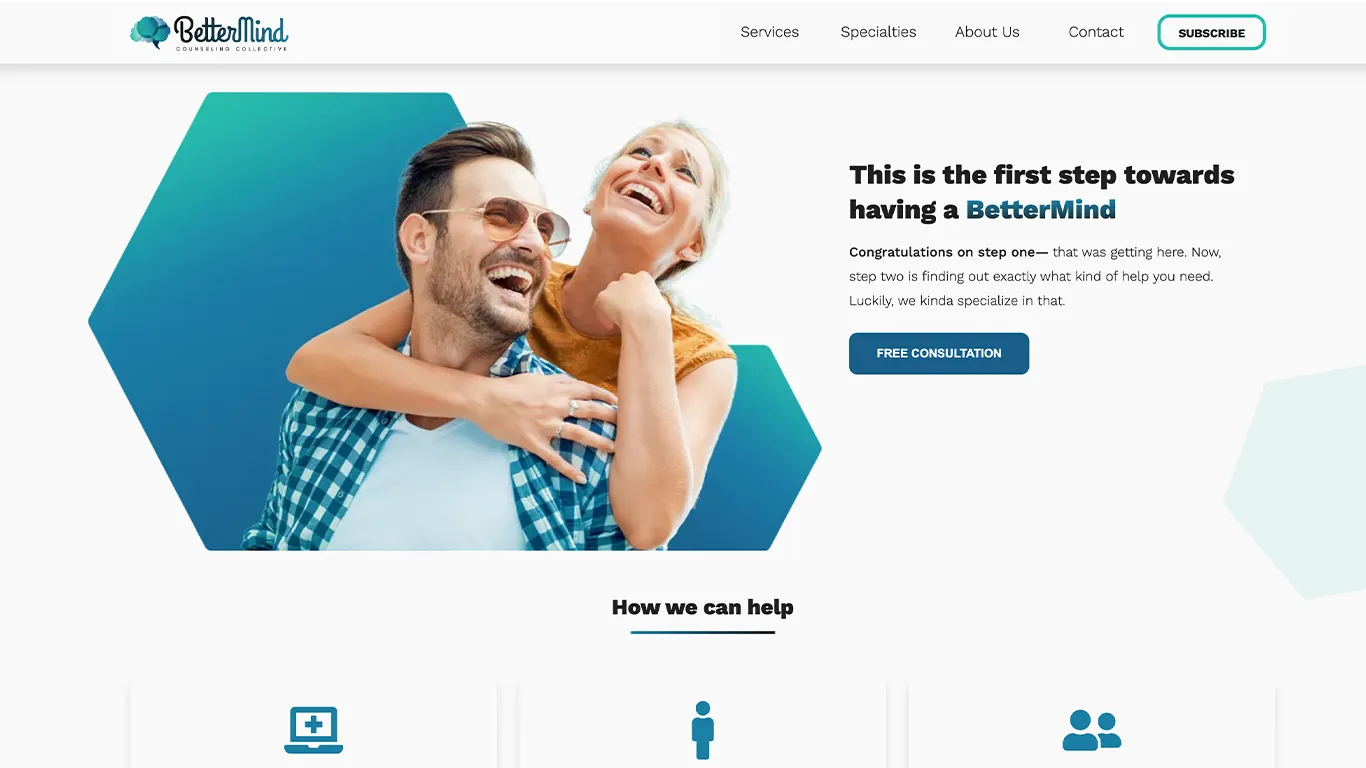 BetterMind
COUNSELING COLLECTIVE
Services
Specialties
About Us
Contact
SUBSCRIBE
This is the first step towards
having a BetterMind
Congratulations on step one— that was getting here. Now,
step two is finding out exactly what kind of help you need.
Luckily, we kinda specialize in that.
FREE CONSULTATION
How we can help